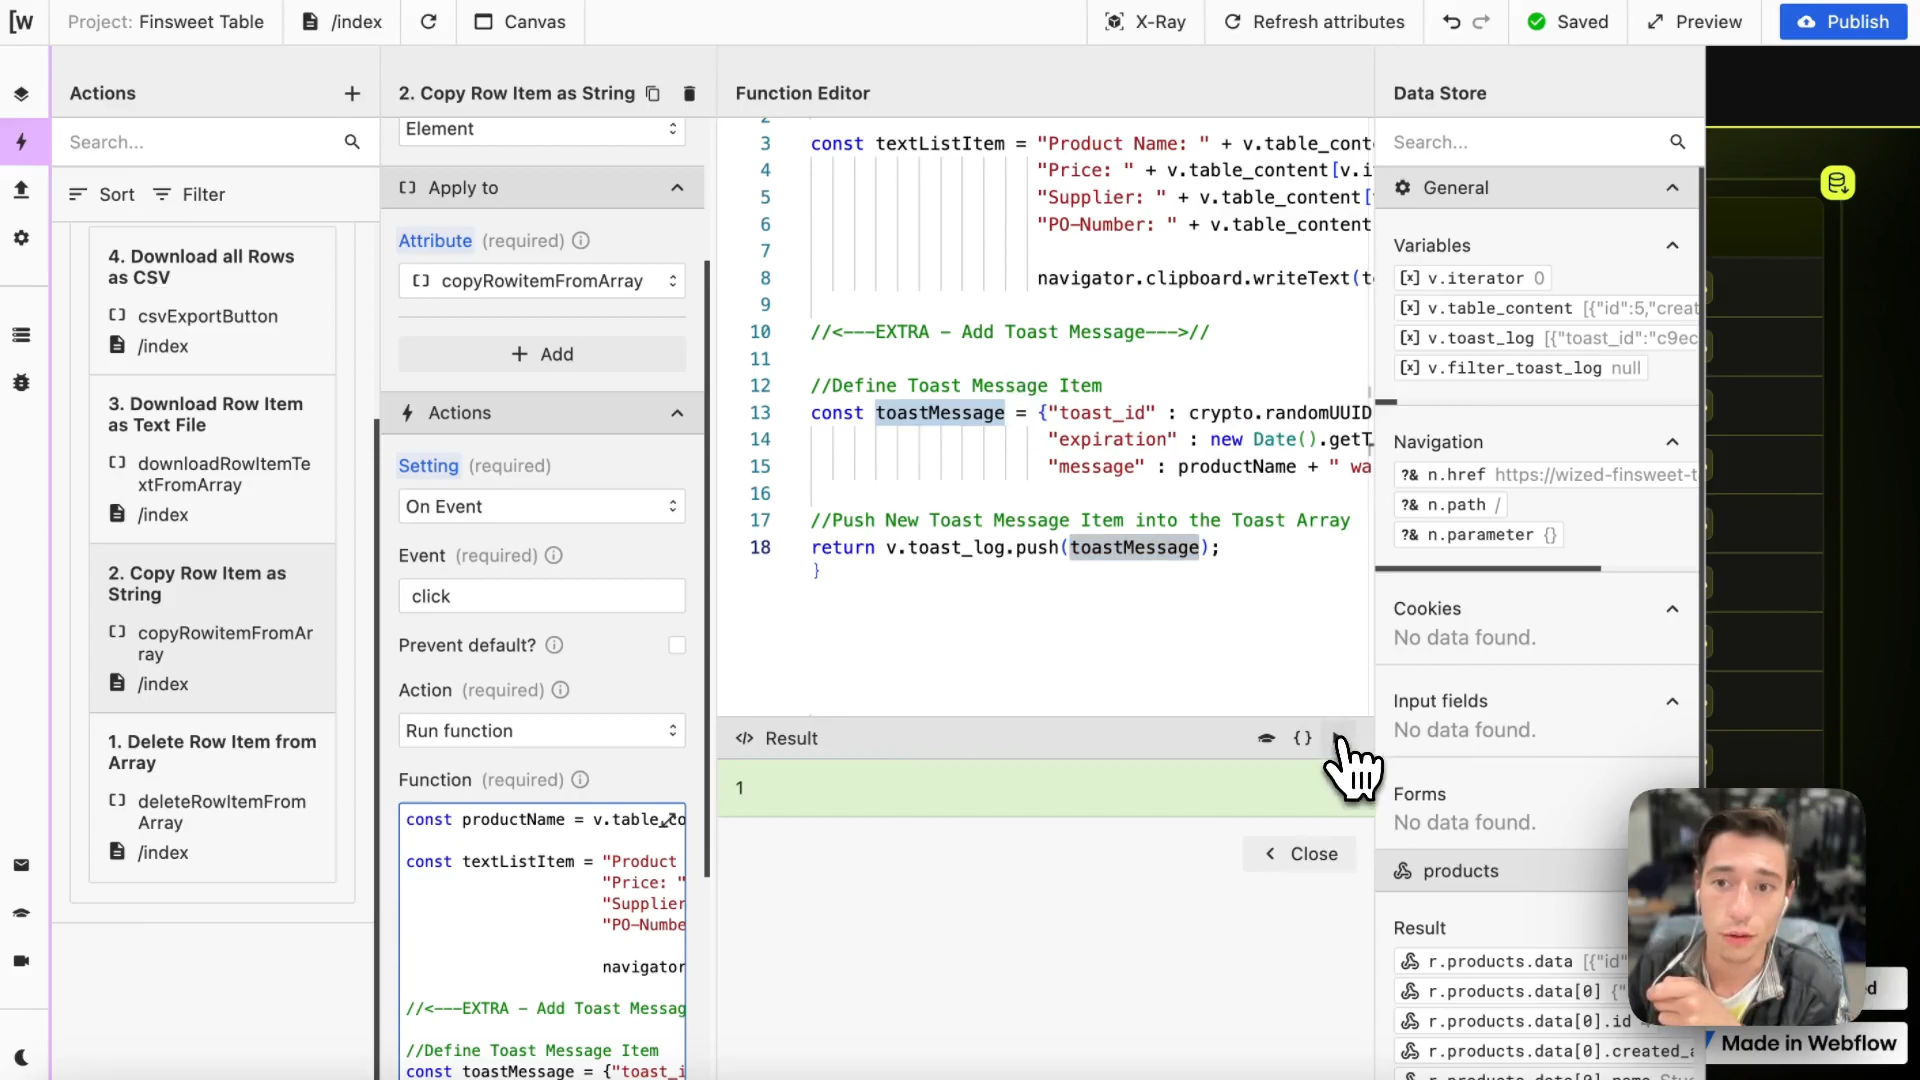 [w
Project: Finsweet Table
/index
Canvas
X-Ray
Refresh attributes
Saved
Preview
Publish
Actions
Search...
Sort
Filter
4. Download all Rows
as CSV
csvExportButton
/index
3. Download Row Item
as Text File
downloadRowItemTe
xtFromArray
/index
2. Copy Row Item as
String
copyRowitemFromAr
ray
/index
1. Delete Row Item from
Array
deleteRowItemFrom
Array
/index
2. Copy Row Item as String
Element
Apply to
Attribute (required)
copyRowitemFromArray
+ Add
Actions
Setting (required)
On Event
Event (required)
click
Prevent default?
Action (required)
Run function
Function (required)
const productName = v.table_co
const textListItem = "Product
"Price: "
"Supplier
"PO-Numbe
navigator
//<---EXTRA - Add Toast Messag
//Define Toast Message Item
const toastMessage = {"toast_i
Function Editor
2
3 const textListItem = "Product Name: " + v.table_cont
4 "Price: " + v.table_content[v.i
5 "Supplier: " + v.table_content[
6 "PO-Number: " + v.table_content
7
8 navigator.clipboard.writeText(t
9
10 //<---EXTRA - Add Toast Message--->//
11
12 //Define Toast Message Item
13 const toastMessage = {"toast_id" : crypto.randomUUID
14 "expiration" : new Date().getT
15 "message" : productName + " wa
16
17 //Push New Toast Message Item into the Toast Array
18 return v.toast_log.push(toastMessage);
}
</> Result
{}
1
Close
Data Store
Search...
General
Variables
[x] v.iterator 0
[x] v.table_content [{"id":5,"creat
[x] v.toast_log [{"toast_id":"c9ec
[x] v.filter_toast_log null
Navigation
?& n.href https://wized-finsweet-t
?& n.path /
?& n.parameter {}
Cookies
No data found.
Input fields
No data found.
Forms
No data found.
products
Result
r.products.data [{"id"
r.products.data[0] {"
r.products.data[0].id
r.products.data[0].created_a
Made in Webflow